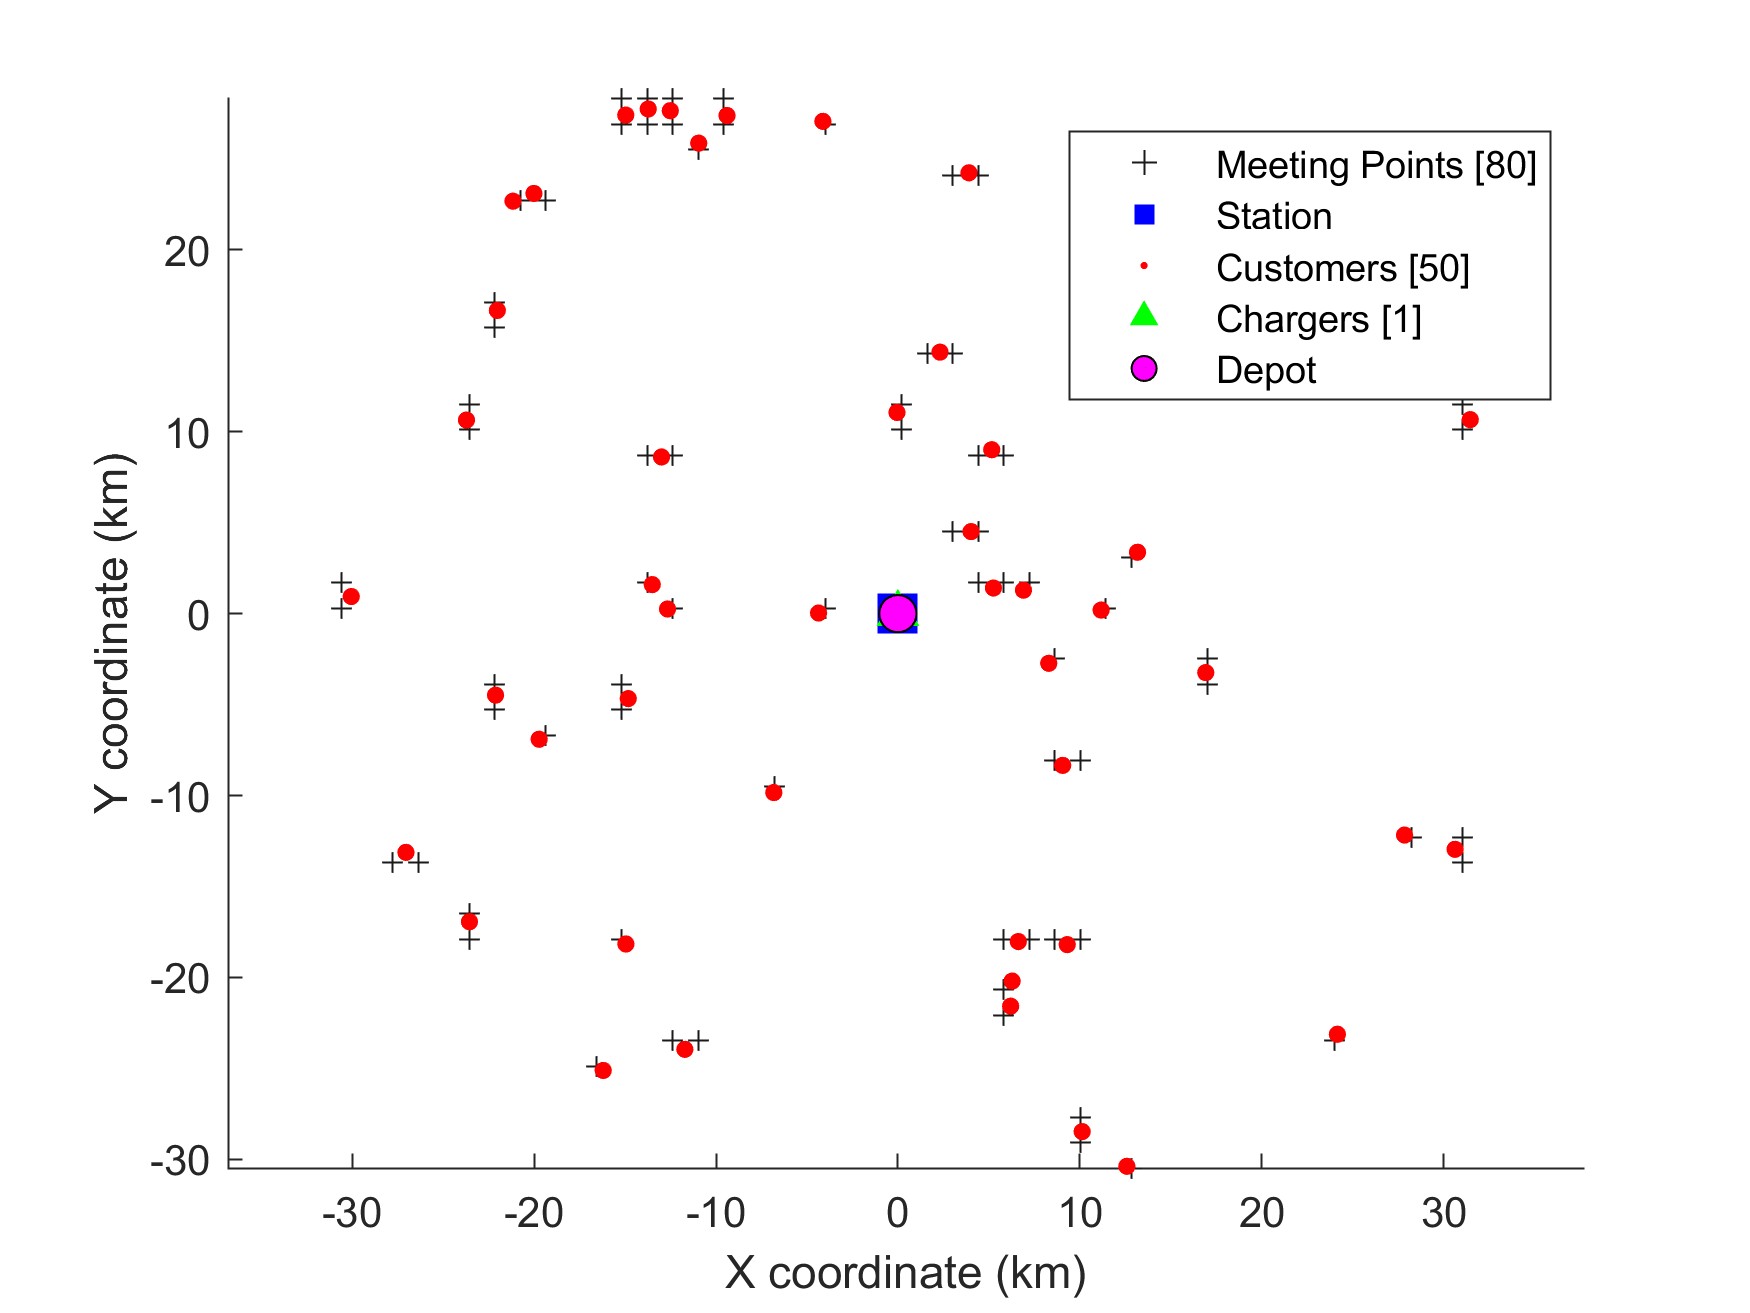 Meeting Points [80]
Station
Customers [50]
Chargers [1]
Depot
20
10
0
-10
-20
-30
Y coordinate (km)
-30
-20
-10
0
10
20
30
X coordinate (km)